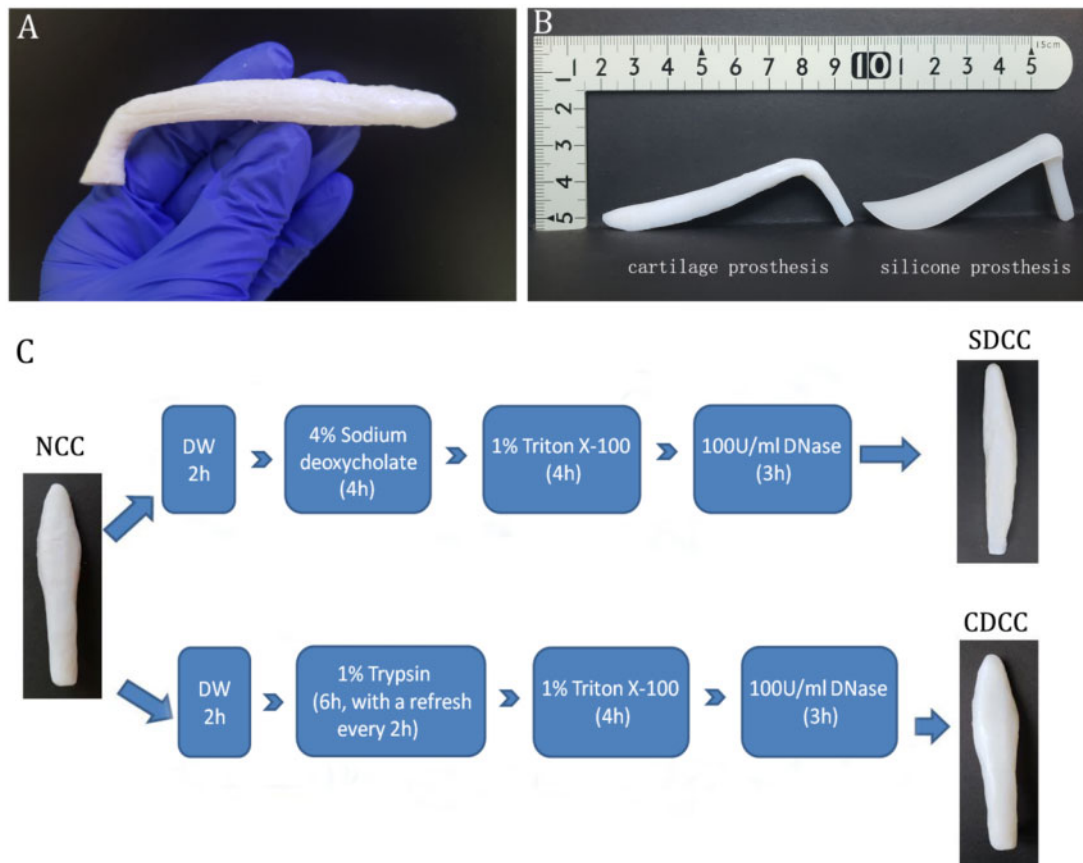 A
B
15cm
1 2 3 4 5 6 7 8 9 10 1 2 3 4 5
1
2
3
4
5
cartilage prosthesis
silicone prosthesis
C
SDCC
NCC
DW
2h
4% Sodium
deoxycholate
(4h)
1% Triton X-100
(4h)
100U/ml DNase
(3h)
CDCC
DW
2h
1% Trypsin
(6h, with a refresh
every 2h)
1% Triton X-100
(4h)
100U/ml DNase
(3h)